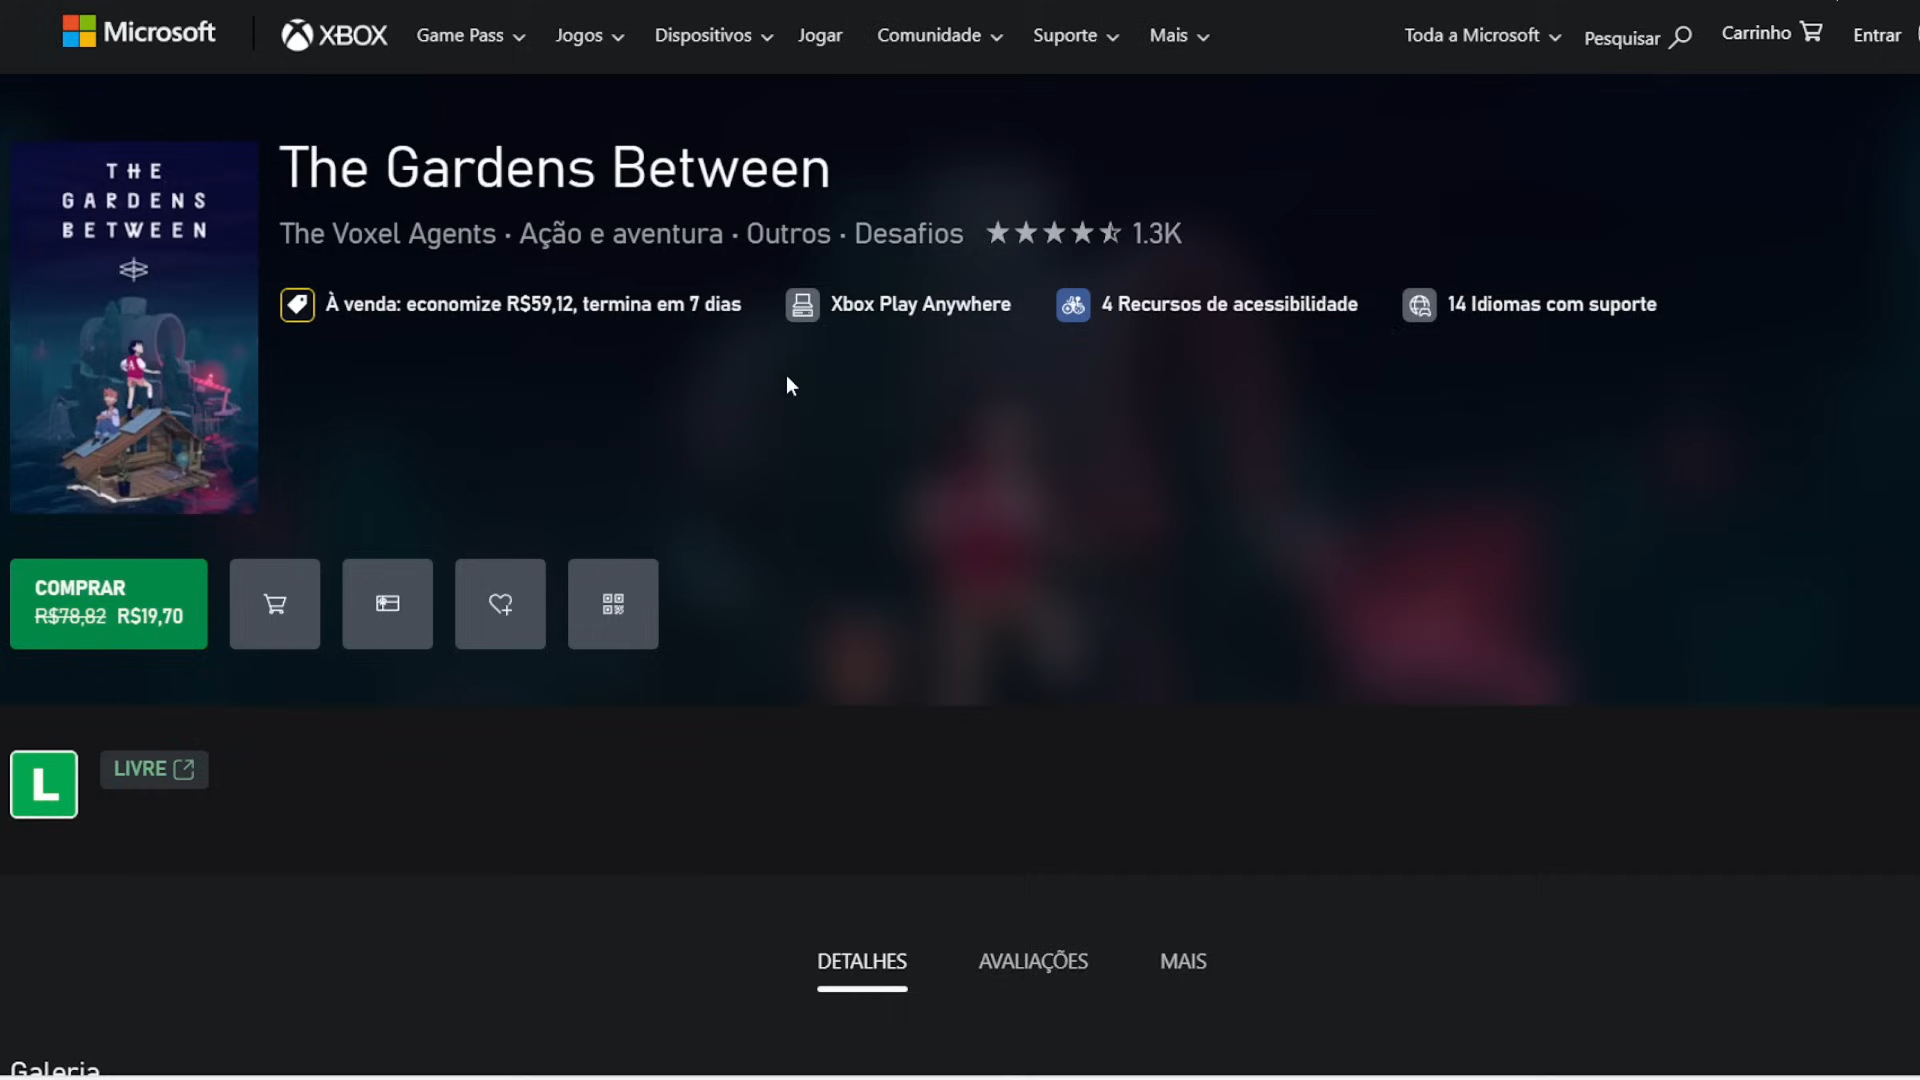 Microsoft
XBOX
Game Pass
Jogos
Dispositivos
Jogar
Comunidade
Suporte
Mais
Toda a Microsoft
Pesquisar
Carrinho
Entrar
THE
GARDENS
BETWEEN
The Gardens Between
The Voxel Agents · Ação e aventura · Outros · Desafios 1.3K
À venda: economize R$59,12, termina em 7 dias
Xbox Play Anywhere
4 Recursos de acessibilidade
14 Idiomas com suporte
COMPRAR
R$78,82 R$19,70
L
LIVRE
DETALHES
AVALIAÇÕES
MAIS
Galeria